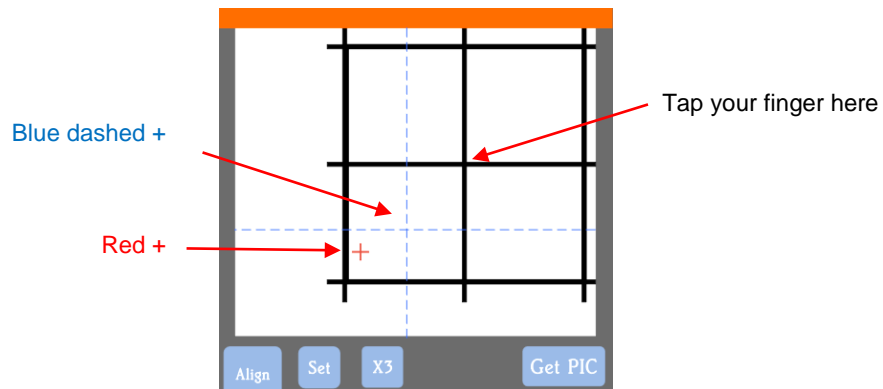 Tap your finger here
Blue dashed +
Red +
Align
Set
X3
Get PIC